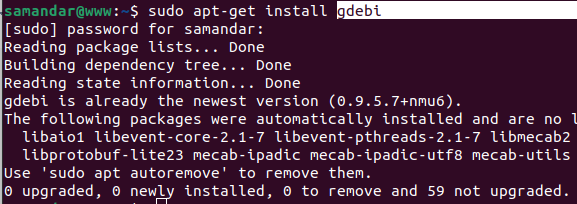 samandar@www:~$ sudo apt-get install gdebi
[sudo] password for samandar:
Reading package lists... Done
Building dependency tree... Done
Reading state information... Done
gdebi is already the newest version (0.9.5.7+nmu6).
The following packages were automatically installed and are no l
libaio1 libevent-core-2.1-7 libevent-pthreads-2.1-7 libmecab2
libprotobuf-lite23 mecab-ipadic mecab-ipadic-utf8 mecab-utils
Use 'sudo apt autoremove' to remove them.
0 upgraded, 0 newly installed, 0 to remove and 59 not upgraded.